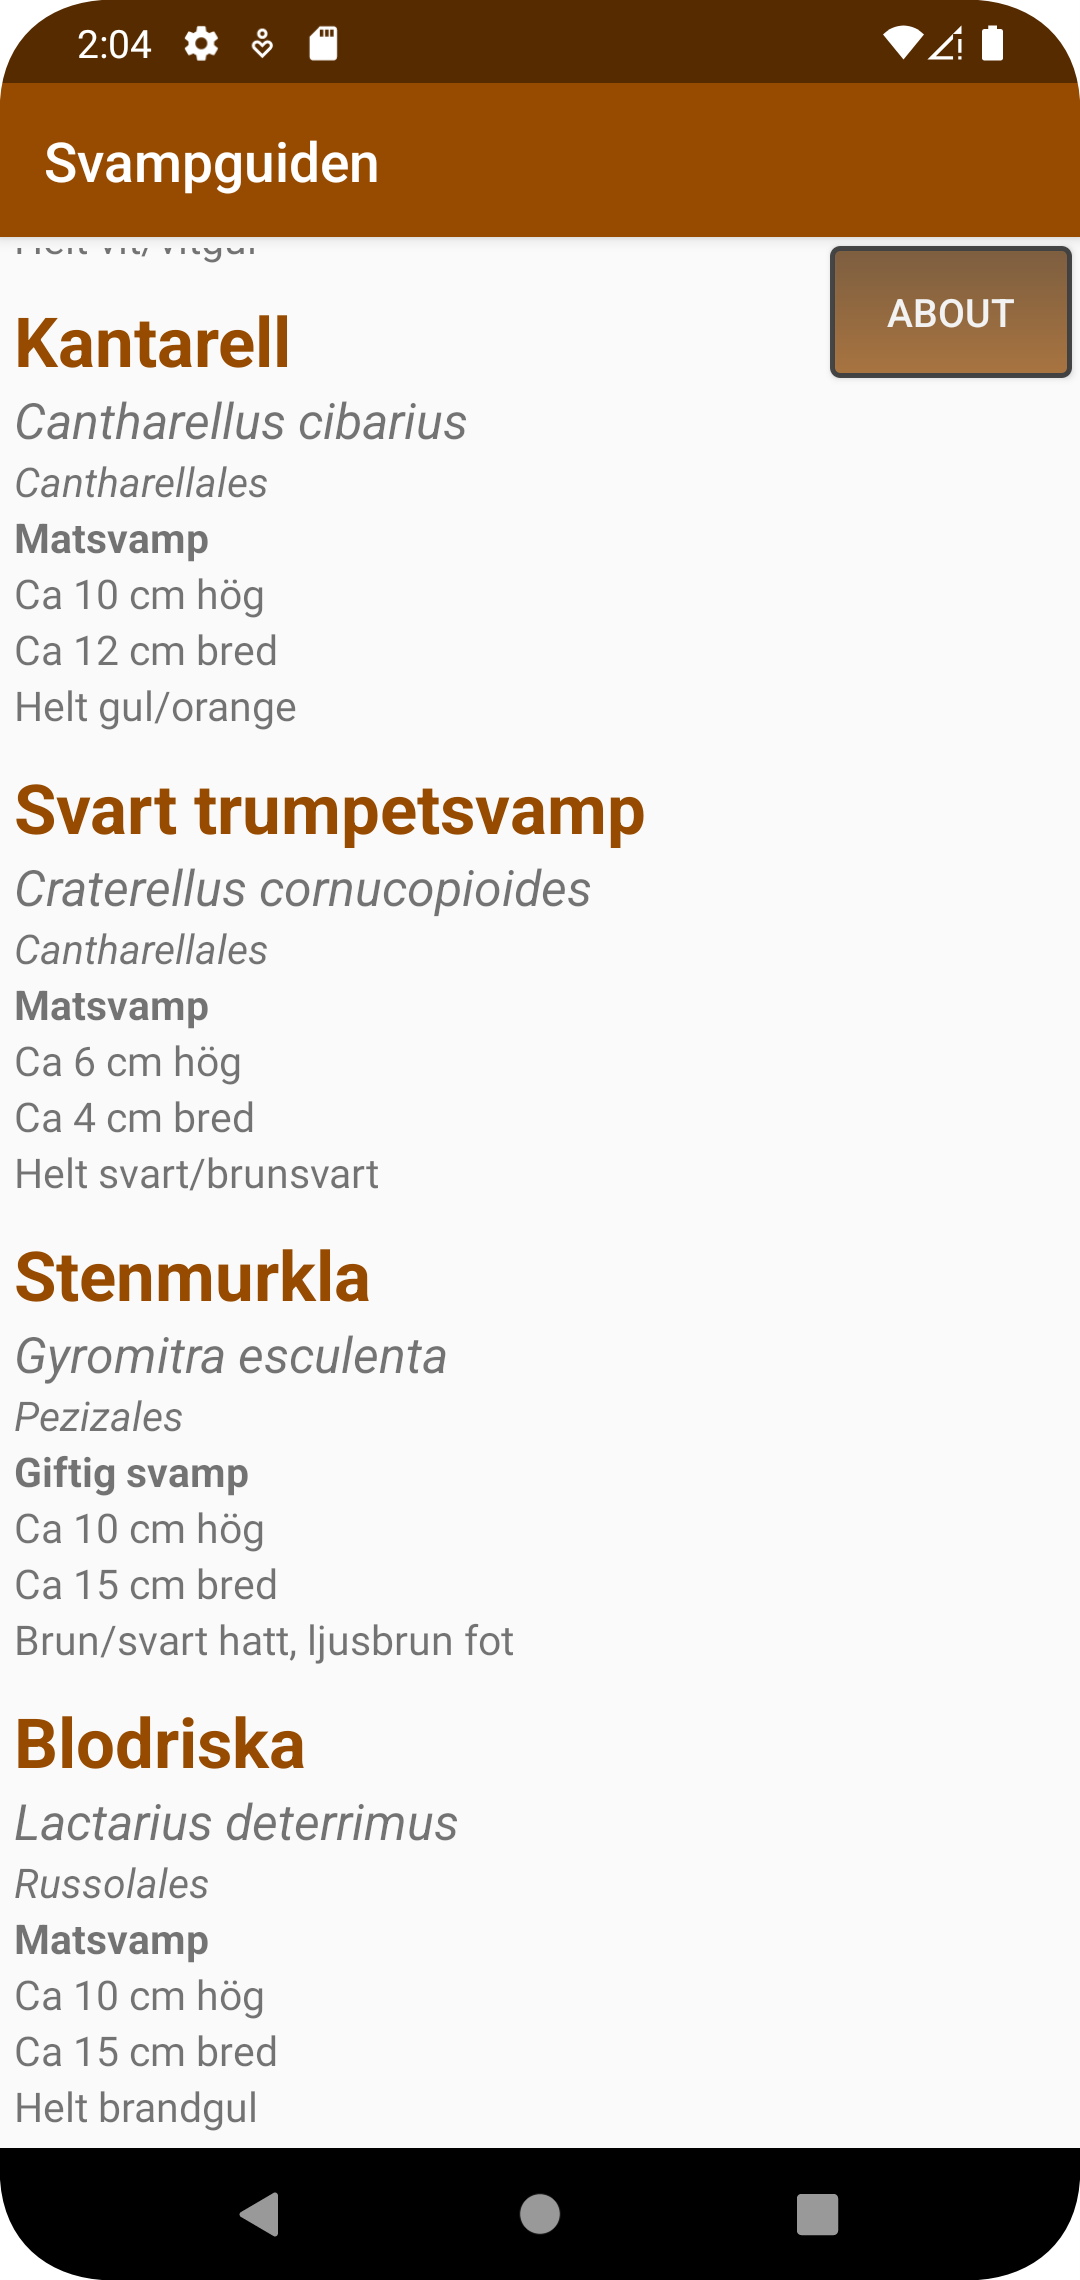 2:04
Svampguiden
ABOUT
Kantarell
Cantharellus cibarius
Cantharellales
Matsvamp
Ca 10 cm hög
Ca 12 cm bred
Helt gul/orange
Svart trumpetsvamp
Craterellus cornucopioides
Cantharellales
Matsvamp
Ca 6 cm hög
Ca 4 cm bred
Helt svart/brunsvart
Stenmurkla
Gyromitra esculenta
Pezizales
Giftig svamp
Ca 10 cm hög
Ca 15 cm bred
Brun/svart hatt, ljusbrun fot
Blodriska
Lactarius deterrimus
Russolales
Matsvamp
Ca 10 cm hög
Ca 15 cm bred
Helt brandgul